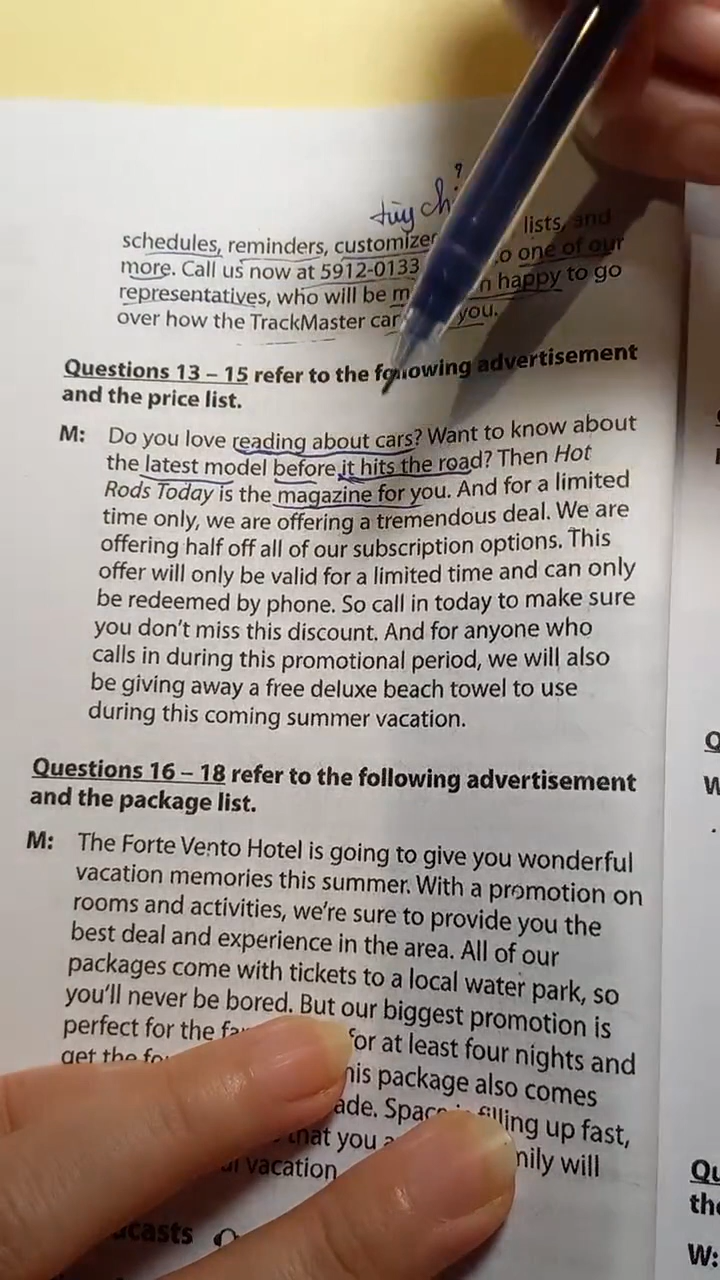 tùy ch
schedules, reminders, customize lists, and
more. Call us now at 5912-0133 one of our
representatives, who will be happy to go
over how the TrackMaster can you.
Questions 13 – 15 refer to the following advertisement
and the price list.
M: Do you love reading about cars? Want to know about
the latest model before it hits the road? Then Hot
Rods Today is the magazine for you. And for a limited
time only, we are offering a tremendous deal. We are
offering half off all of our subscription options. This
offer will only be valid for a limited time and can only
be redeemed by phone. So call in today to make sure
you don't miss this discount. And for anyone who
calls in during this promotional period, we will also
be giving away a free deluxe beach towel to use
during this coming summer vacation.
Questions 16 – 18 refer to the following advertisement
and the package list.
M: The Forte Vento Hotel is going to give you wonderful
vacation memories this summer. With a promotion on
rooms and activities, we're sure to provide you the
best deal and experience in the area. All of our
packages come with tickets to a local water park, so
you'll never be bored. But our biggest promotion is
perfect for the for at least four nights and
get the package also comes
filling up fast,
that you will
vacation
W: